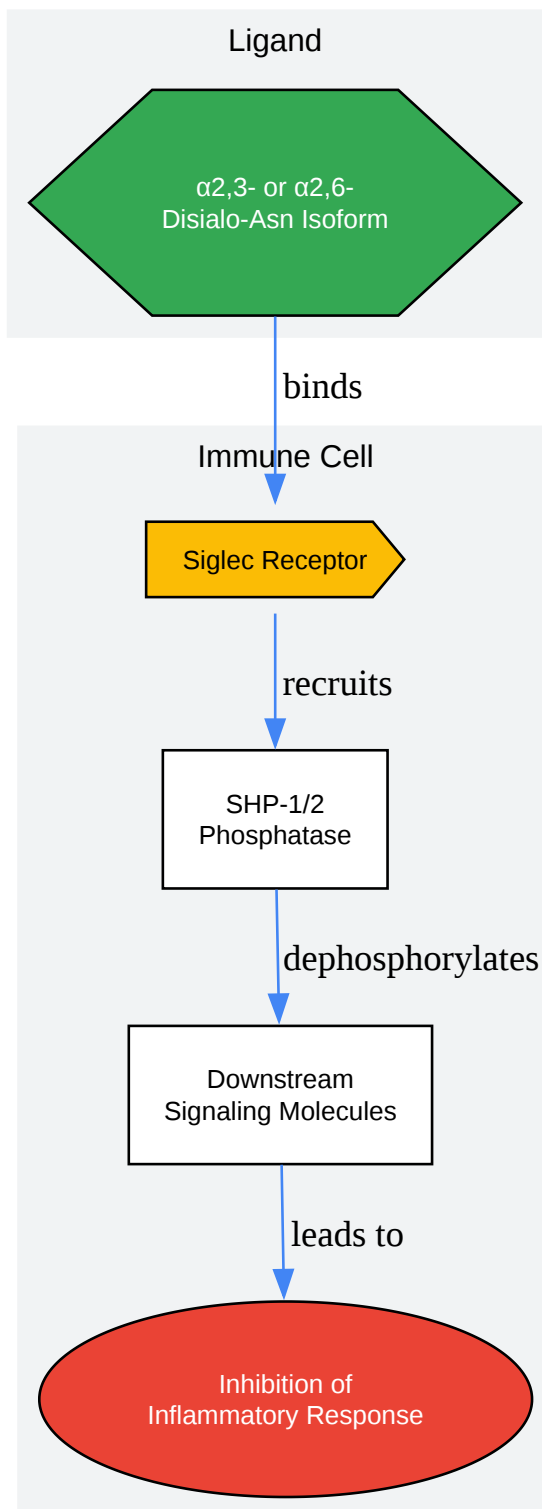 Ligand
α2,3- or α2,6-
Disialo-Asn Isoform
binds
Immune Cell
Siglec Receptor
recruits
SHP-1/2
Phosphatase
dephosphorylates
Downstream
Signaling Molecules
leads to
Inhibition of
Inflammatory Response